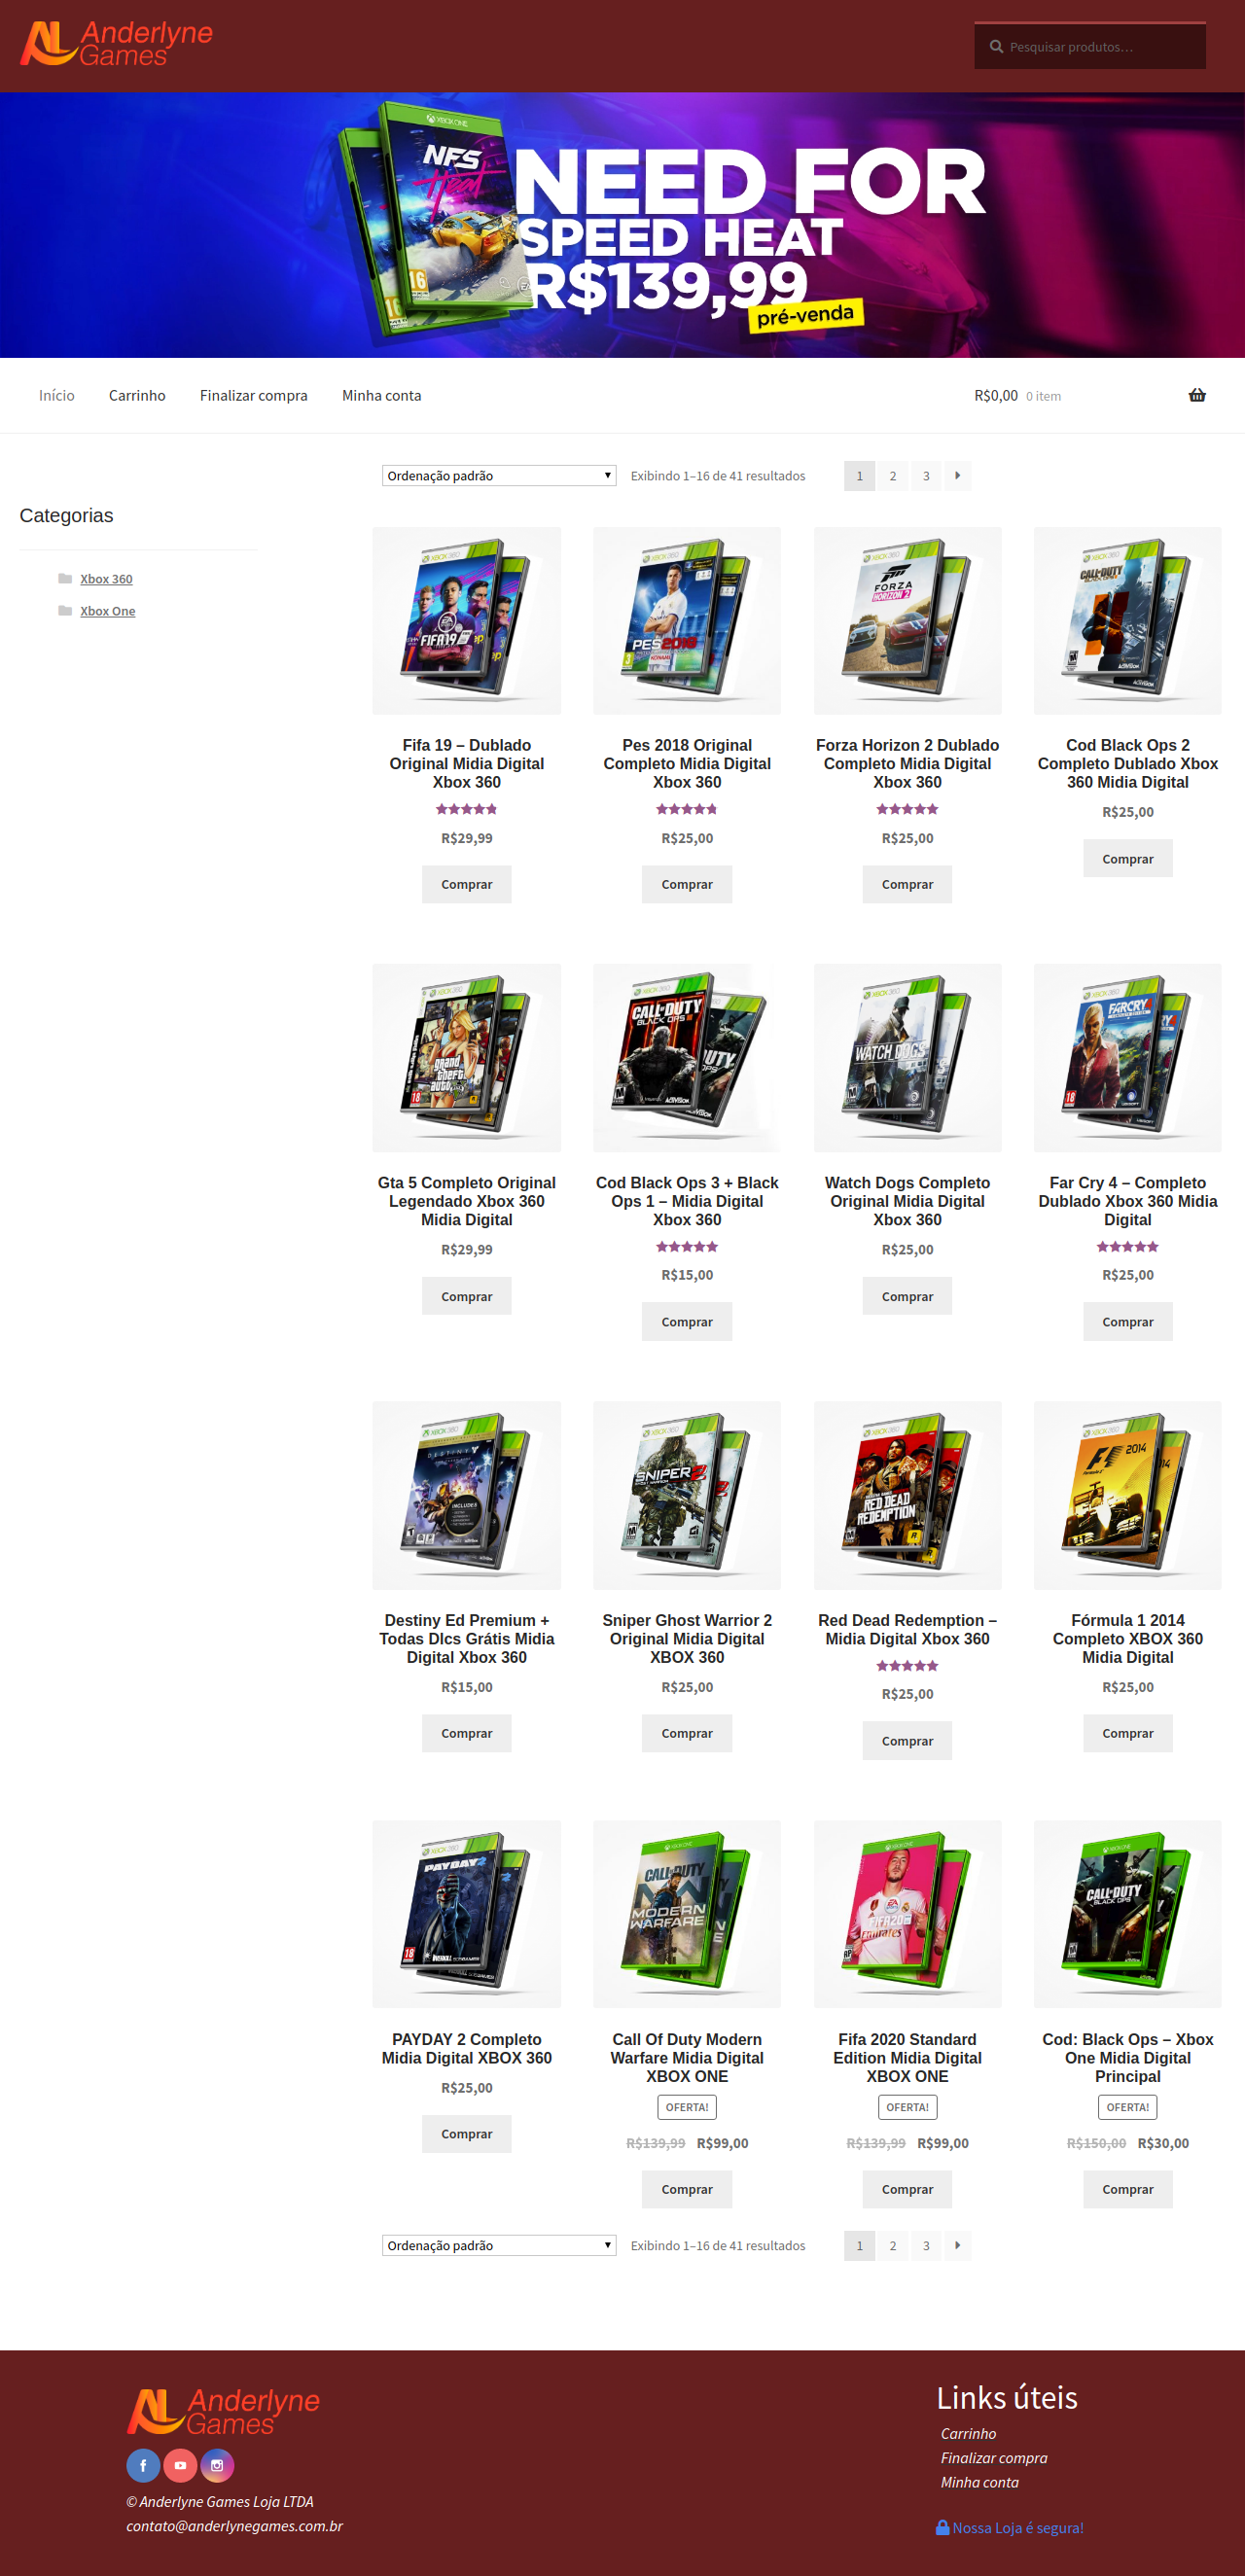 Anderlyne
Games
Pesquisar produtos…
XBOX ONE
NFS
Heat
NEED FOR
SPEED HEAT
R$139,99
pré-venda
Início Carrinho Finalizar compra Minha conta R$0,00 0 item
Ordenação padrão Exibindo 1–16 de 41 resultados 1 2 3
Categorias
Xbox 360
Xbox One
Fifa 19 – Dublado
Original Midia Digital
Xbox 360
R$29,99
Comprar
Pes 2018 Original
Completo Midia Digital
Xbox 360
R$25,00
Comprar
Forza Horizon 2 Dublado
Completo Midia Digital
Xbox 360
R$25,00
Comprar
Cod Black Ops 2
Completo Dublado Xbox
360 Midia Digital
R$25,00
Comprar
Gta 5 Completo Original
Legendado Xbox 360
Midia Digital
R$29,99
Comprar
Cod Black Ops 3 + Black
Ops 1 – Midia Digital
Xbox 360
R$15,00
Comprar
Watch Dogs Completo
Original Midia Digital
Xbox 360
R$25,00
Comprar
Far Cry 4 – Completo
Dublado Xbox 360 Midia
Digital
R$25,00
Comprar
Destiny Ed Premium +
Todas Dlcs Grátis Midia
Digital Xbox 360
R$15,00
Comprar
Sniper Ghost Warrior 2
Original Midia Digital
XBOX 360
R$25,00
Comprar
Red Dead Redemption –
Midia Digital Xbox 360
R$25,00
Comprar
Fórmula 1 2014
Completo XBOX 360
Midia Digital
R$25,00
Comprar
PAYDAY 2 Completo
Midia Digital XBOX 360
R$25,00
Comprar
Call Of Duty Modern
Warfare Midia Digital
XBOX ONE
OFERTA!
R$139,99 R$99,00
Comprar
Fifa 2020 Standard
Edition Midia Digital
XBOX ONE
OFERTA!
R$139,99 R$99,00
Comprar
Cod: Black Ops – Xbox
One Midia Digital
Principal
OFERTA!
R$150,00 R$30,00
Comprar
Ordenação padrão Exibindo 1–16 de 41 resultados 1 2 3
Anderlyne
Games
© Anderlyne Games Loja LTDA
contato@anderlynegames.com.br
Links úteis
Carrinho
Finalizar compra
Minha conta
Nossa Loja é segura!